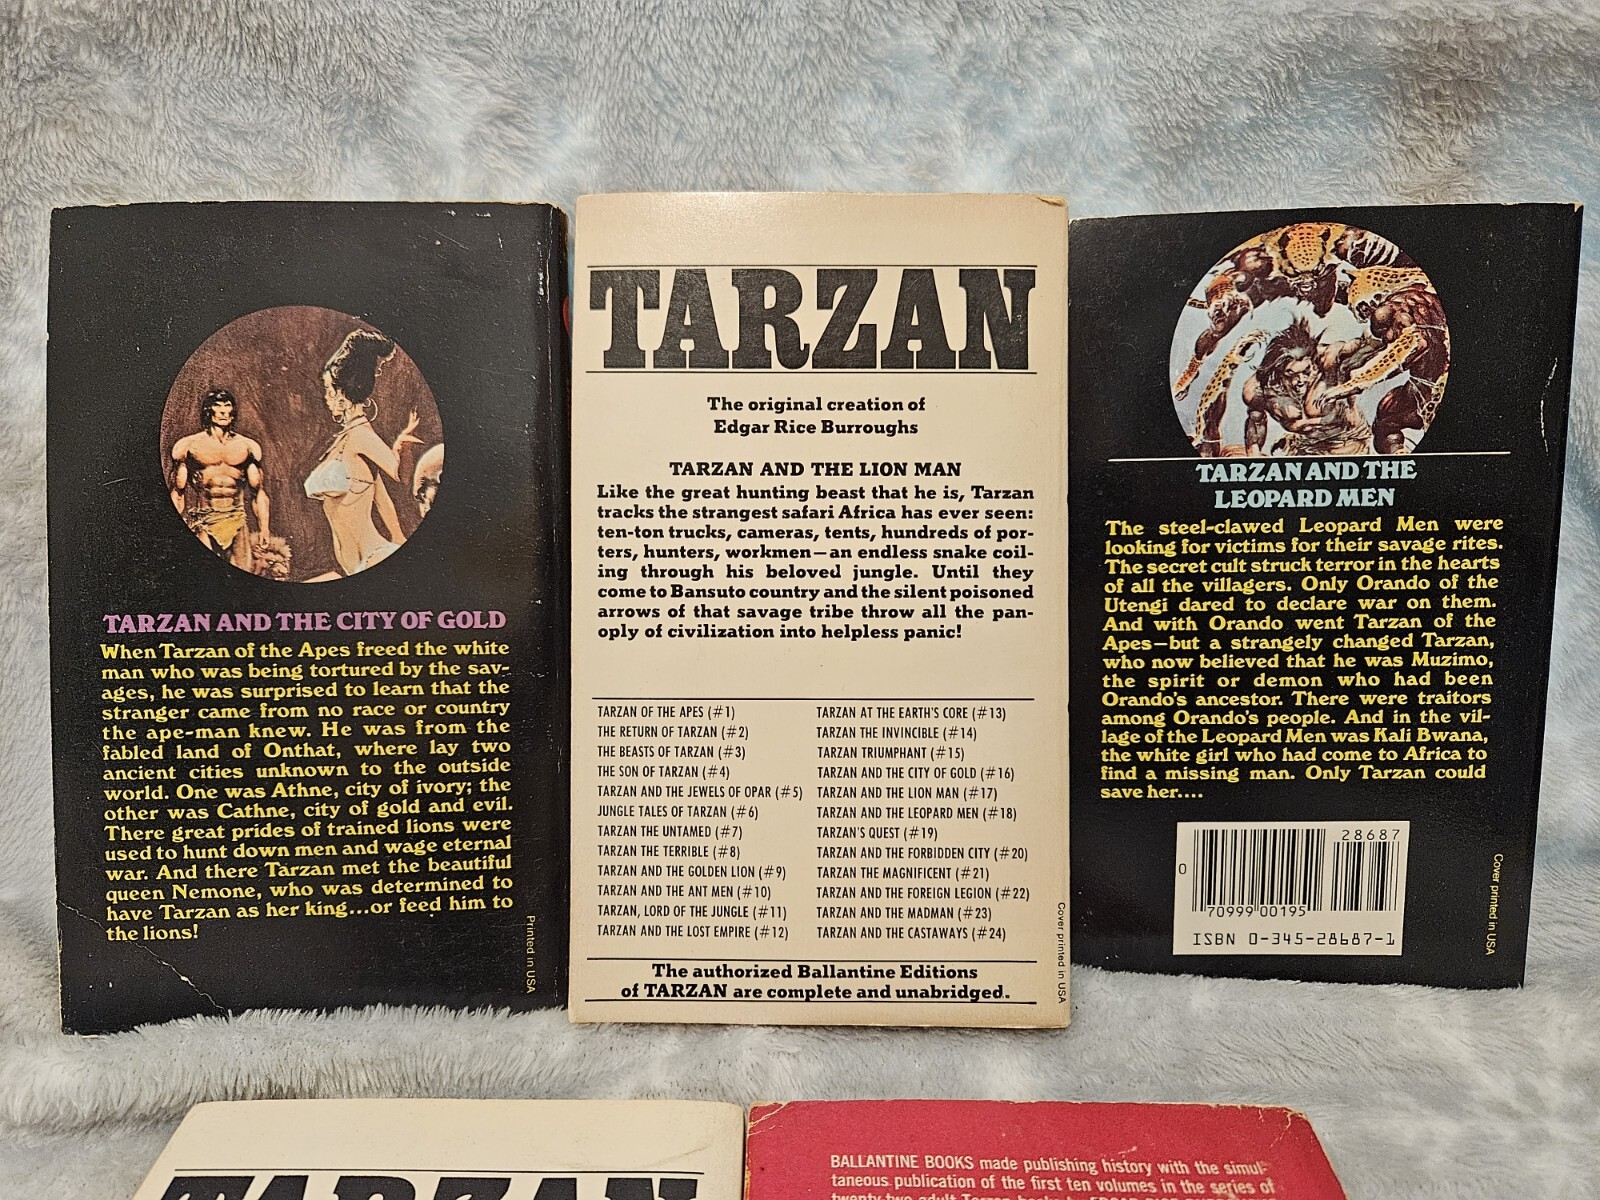 TARZAN AND THE CITY OF GOLD
When Tarzan of the Apes freed the white
man who was being tortured by the sav-
ages, he was surprised to learn that the
stranger came from no race or country
the ape-man knew. He was from the
fabled land of Onthat, where lay two
ancient cities unknown to the outside
world. One was Athne, city of ivory; the
other was Cathne, city of gold and evil.
There great prides of trained lions were
used to hunt down men and wage eternal
war. And there Tarzan met the beautiful
queen Nemone, who was determined to
have Tarzan as her king...or feed him to
the lions!
Printed in USA
TARZAN
The original creation of
Edgar Rice Burroughs
TARZAN AND THE LION MAN
Like the great hunting beast that he is, Tarzan
tracks the strangest safari Africa has ever seen:
ten-ton trucks, cameras, tents, hundreds of por-
ters, hunters, workmen—an endless snake coil-
ing through his beloved jungle. Until they
come to Bansuto country and the silent poisoned
arrows of that savage tribe throw all the pan-
oply of civilization into helpless panic!
TARZAN OF THE APES (#1)
THE RETURN OF TARZAN (#2)
THE BEASTS OF TARZAN (#3)
THE SON OF TARZAN (#4)
TARZAN AND THE JEWELS OF OPAR (#5)
JUNGLE TALES OF TARZAN (#6)
TARZAN THE UNTAMED (#7)
TARZAN THE TERRIBLE (#8)
TARZAN AND THE GOLDEN LION (#9)
TARZAN AND THE ANT MEN (#10)
TARZAN, LORD OF THE JUNGLE (#11)
TARZAN AND THE LOST EMPIRE (#12)
TARZAN AT THE EARTH'S CORE (#13)
TARZAN THE INVINCIBLE (#14)
TARZAN TRIUMPHANT (#15)
TARZAN AND THE CITY OF GOLD (#16)
TARZAN AND THE LION MAN (#17)
TARZAN AND THE LEOPARD MEN (#18)
TARZAN'S QUEST (#19)
TARZAN AND THE FORBIDDEN CITY (#20)
TARZAN THE MAGNIFICENT (#21)
TARZAN AND THE FOREIGN LEGION (#22)
TARZAN AND THE MADMAN (#23)
TARZAN AND THE CASTAWAYS (#24)
The authorized Ballantine Editions
of TARZAN are complete and unabridged.
Cover printed in USA
TARZAN AND THE
LEOPARD MEN
The steel-clawed Leopard Men were
looking for victims for their savage rites.
The secret cult struck terror in the hearts
of all the villagers. Only Orando of the
Utengi dared to declare war on them.
And with Orando went Tarzan of the
Apes—but a strangely changed Tarzan,
who now believed that he was Muzimo,
the spirit or demon who had been
Orando's ancestor. There were traitors
among Orando's people. And in the vil-
lage of the Leopard Men was Kali Bwana,
the white girl who had come to Africa to
find a missing man. Only Tarzan could
save her....
28687
0
70999 00195
ISBN 0-345-28687-1
Cover printed in USA
TARZAN
BALLANTINE BOOKS made publishing history with the simul-
taneous publication of the first ten volumes in the series of
twenty-two adult Tarzan books by EDGAR RICE BURROUGHS